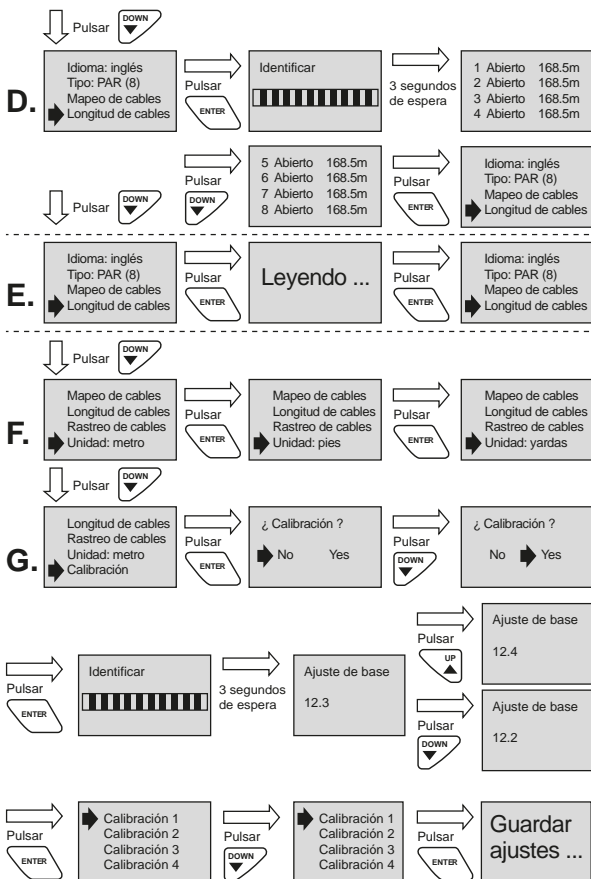 Pulsar DOWN
D.
Idioma: inglés
Tipo: PAR (8)
Mapeo de cables
Longitud de cables
Pulsar
ENTER
Identificar
3 segundos
de espera
1 Abierto 168.5m
2 Abierto 168.5m
3 Abierto 168.5m
4 Abierto 168.5m
Pulsar DOWN
Pulsar
DOWN
5 Abierto 168.5m
6 Abierto 168.5m
7 Abierto 168.5m
8 Abierto 168.5m
Pulsar
ENTER
Idioma: inglés
Tipo: PAR (8)
Mapeo de cables
Longitud de cables
E.
Idioma: inglés
Tipo: PAR (8)
Mapeo de cables
Longitud de cables
Pulsar
ENTER
Leyendo ...
Pulsar
ENTER
Idioma: inglés
Tipo: PAR (8)
Mapeo de cables
Longitud de cables
Pulsar DOWN
F.
Mapeo de cables
Longitud de cables
Rastreo de cables
Unidad: metro
Pulsar
ENTER
Mapeo de cables
Longitud de cables
Rastreo de cables
Unidad: pies
Pulsar
ENTER
Mapeo de cables
Longitud de cables
Rastreo de cables
Unidad: yardas
Pulsar DOWN
G.
Longitud de cables
Rastreo de cables
Unidad: metro
Calibración
Pulsar
ENTER
¿ Calibración ?
No Yes
Pulsar
DOWN
¿ Calibración ?
No Yes
Pulsar
ENTER
Identificar
3 segundos
de espera
Ajuste de base
12.3
Pulsar
UP
Ajuste de base
12.4
Pulsar
DOWN
Ajuste de base
12.2
Pulsar
ENTER
Calibración 1
Calibración 2
Calibración 3
Calibración 4
Pulsar
DOWN
Calibración 1
Calibración 2
Calibración 3
Calibración 4
Pulsar
ENTER
Guardar
ajustes ...